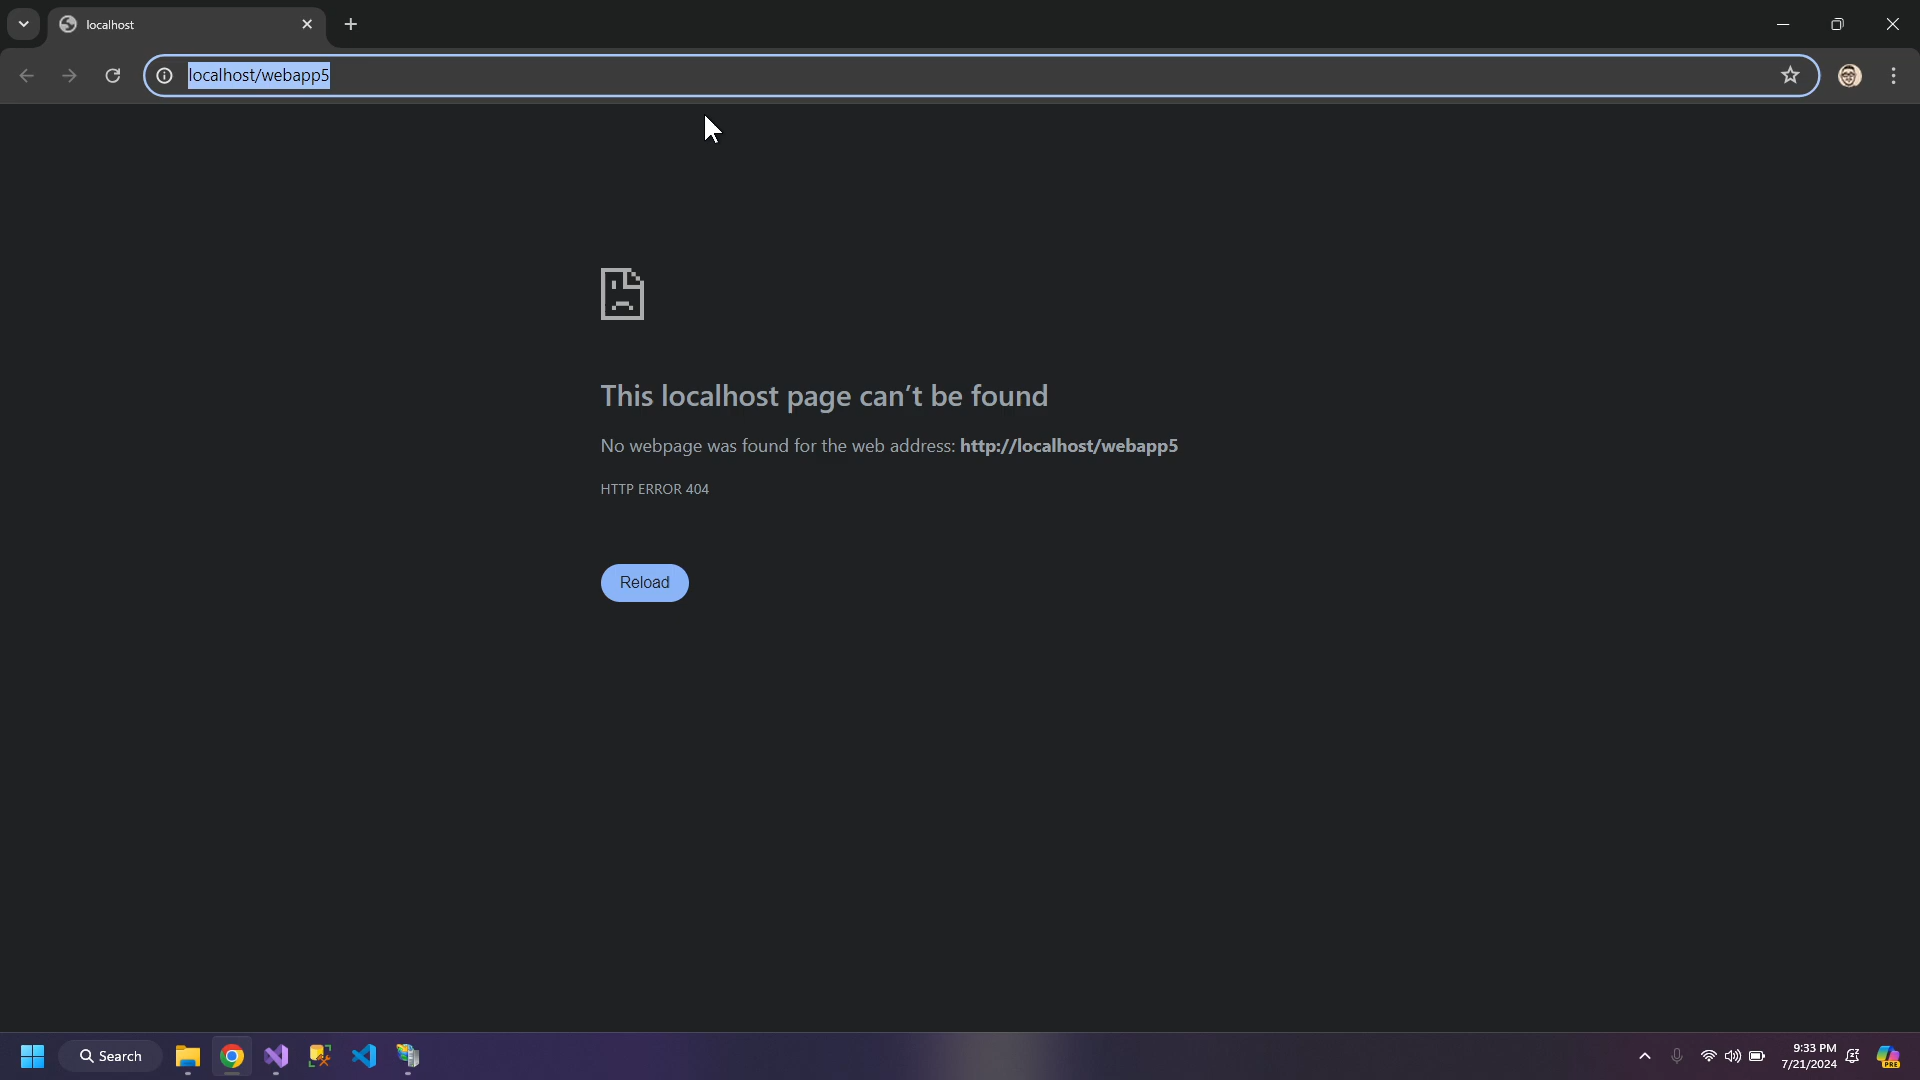 localhost
localhost/webapp5
This localhost page can’t be found
No webpage was found for the web address: http://localhost/webapp5
HTTP ERROR 404
Reload
Search
9:33 PM
7/21/2024
PRE